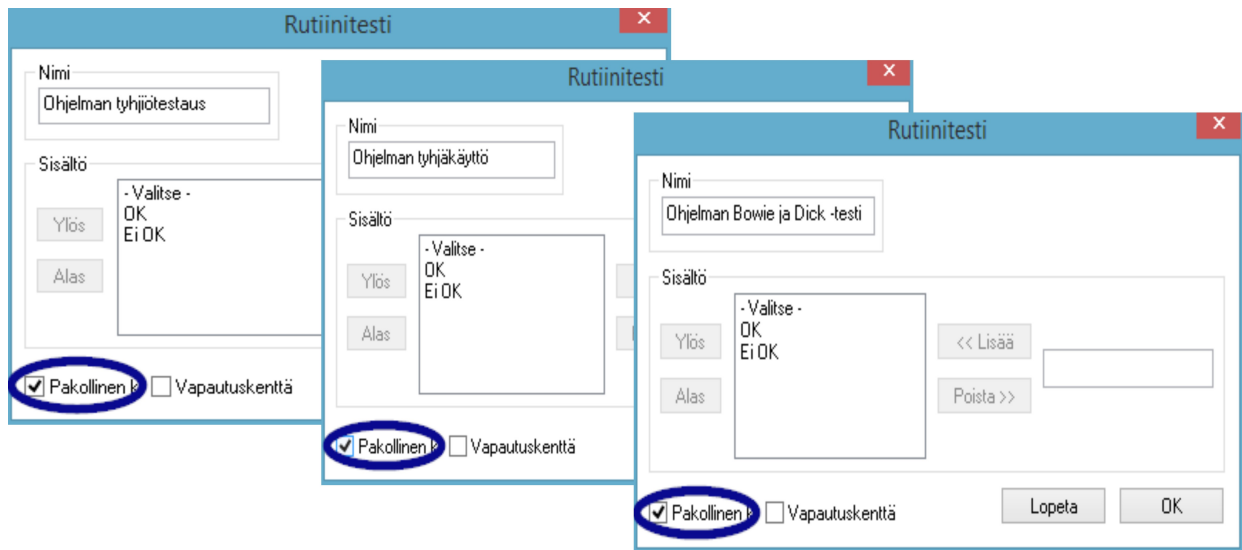 Rutiinitesti
Nimi
Ohjelman tyhjiötestaus
Sisältö
- Valitse -
OK
Ei OK
Ylös
Alas
Pakollinen
Vapautuskenttä
Rutiinitesti
Nimi
Ohjelman tyhjäkäyttö
Sisältö
- Valitse -
OK
Ei OK
Ylös
Alas
Pakollinen
Vapautuskenttä
Rutiinitesti
Nimi
Ohjelman Bowie ja Dick -testi
Sisältö
- Valitse -
OK
Ei OK
Ylös
Alas
<< Lisää
Poista >>
Pakollinen
Vapautuskenttä
Lopeta
OK